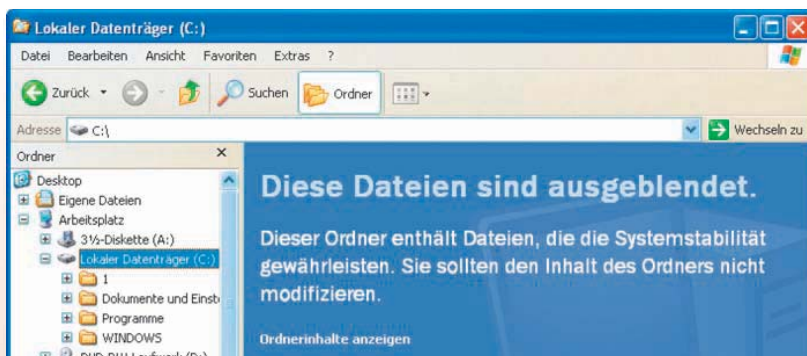 Lokaler Datenträger (C:)
Datei Bearbeiten Ansicht Favoriten Extras ?
Zurück Suchen Ordner
Adresse C:\ Wechseln zu
Ordner
Desktop
Eigene Dateien
Arbeitsplatz
3½-Diskette (A:)
Lokaler Datenträger (C:)
1
Dokumente und Einst
Programme
WINDOWS
Diese Dateien sind ausgeblendet.
Dieser Ordner enthält Dateien, die die Systemstabilität
gewährleisten. Sie sollten den Inhalt des Ordners nicht
modifizieren.
Ordnerinhalte anzeigen